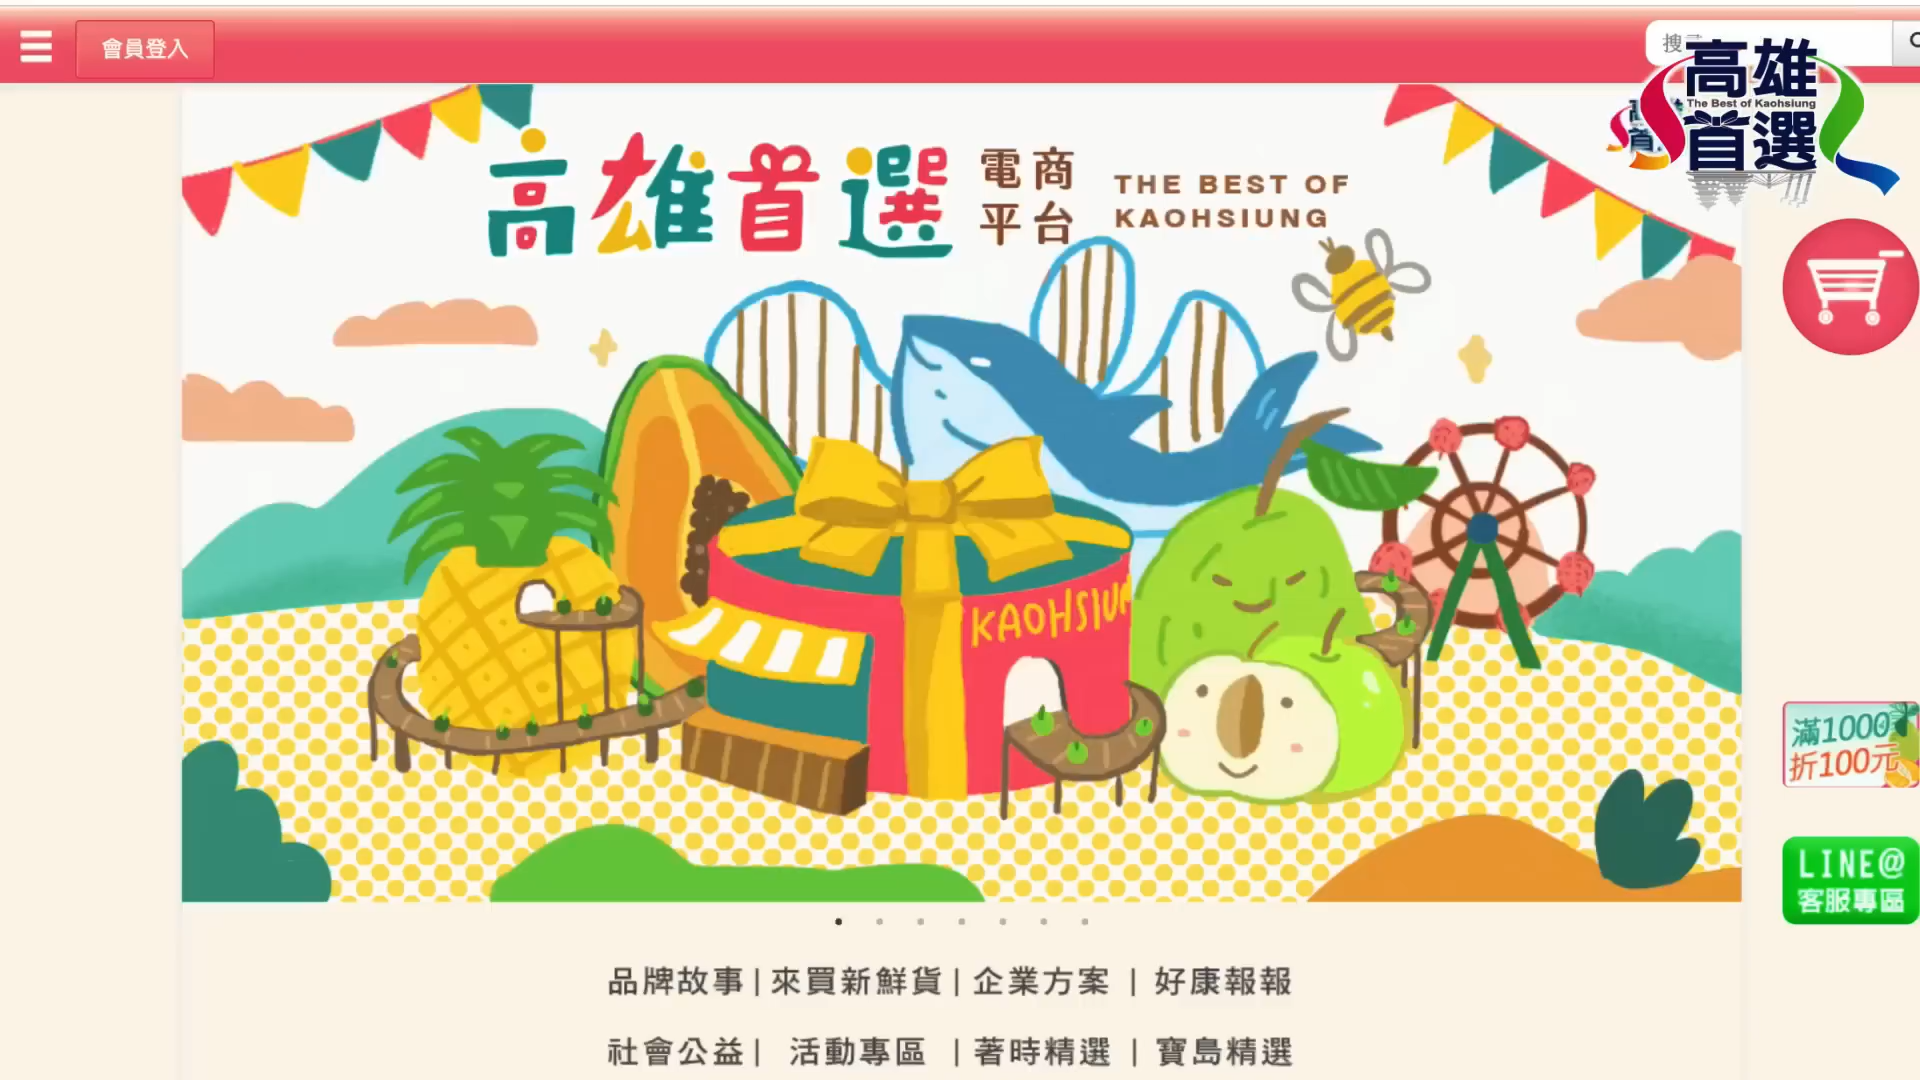 會員登入
搜
高雄
The Best of Kaohsiung
首選
高雄首選
電商
平台
THE BEST OF
KAOHSIUNG
KAOHSIUN
滿1000
折100元
LINE@
客服專區
品牌故事 | 來買新鮮貨 | 企業方案 | 好康報報
社會公益 | 活動專區 | 著時精選 | 寶島精選